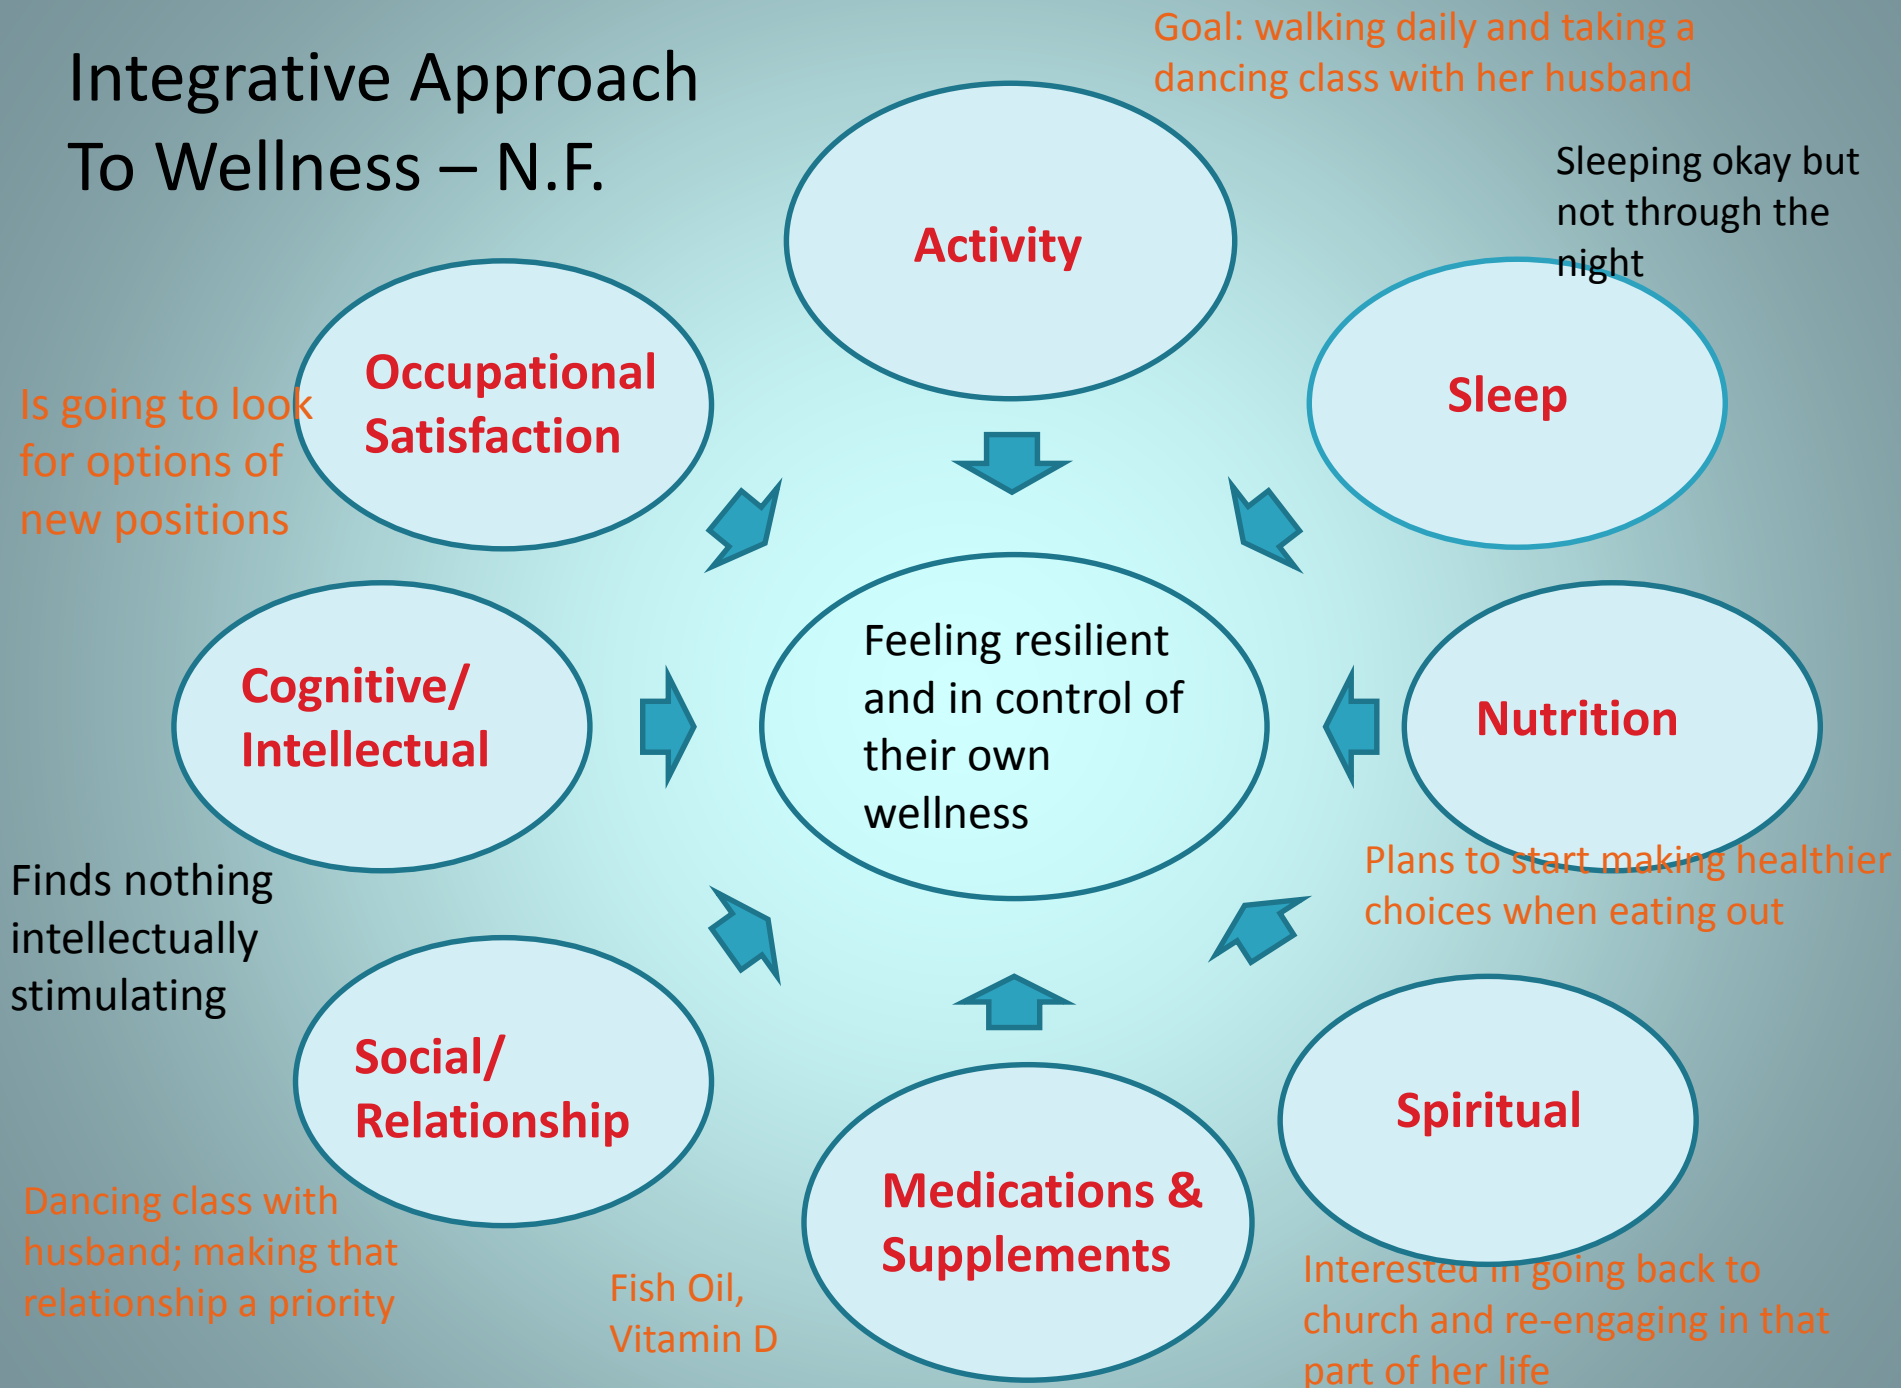 Integrative Approach
To Wellness – N.F.
Goal: walking daily and taking a
dancing class with her husband
Activity
Sleeping okay but
not through the
night
Sleep
Occupational
Satisfaction
Is going to look
for options of
new positions
Cognitive/
Intellectual
Feeling resilient
and in control of
their own
wellness
Nutrition
Plans to start making healthier
choices when eating out
Finds nothing
intellectually
stimulating
Social/
Relationship
Dancing class with
husband; making that
relationship a priority
Medications &
Supplements
Fish Oil,
Vitamin D
Spiritual
Interested in going back to
church and re-engaging in that
part of her life